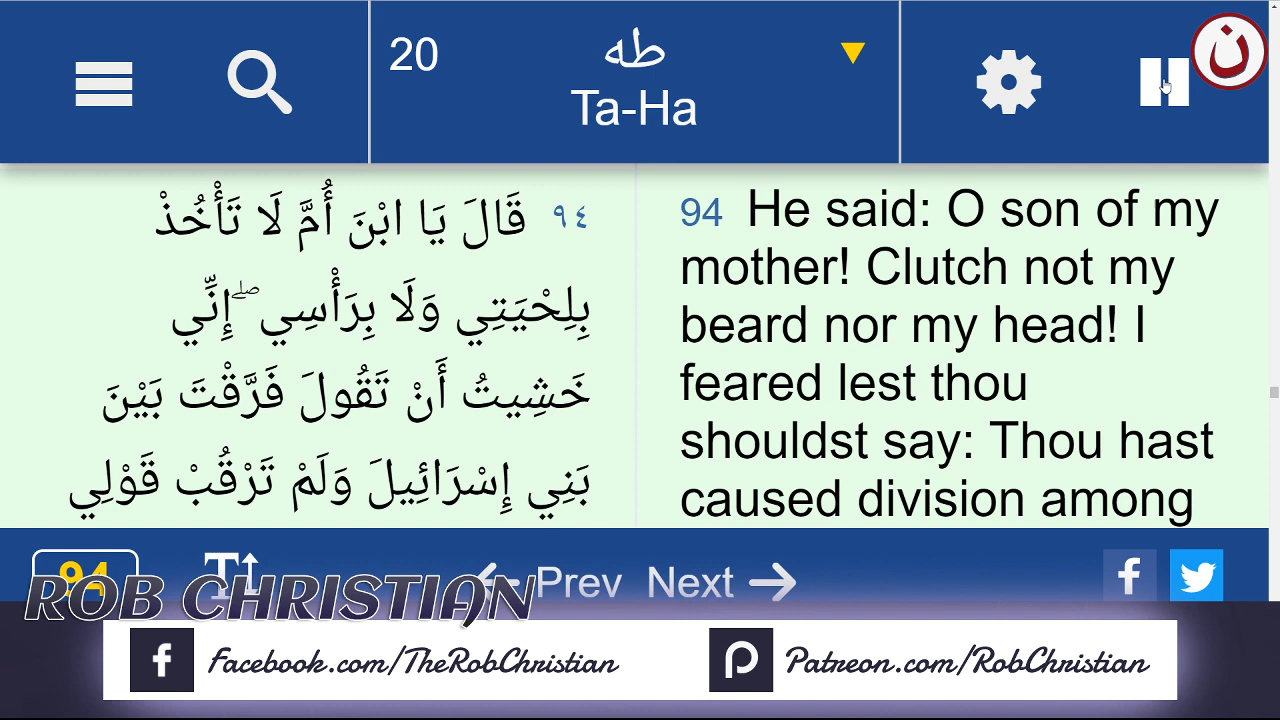 20
طه
Ta-Ha
ن
٩٤ قَالَ يَا ابْنَ أُمَّ لَا تَأْخُذْ
بِلِحْيَتِي وَلَا بِرَأْسِي ۖ إِنِّي
خَشِيتُ أَنْ تَقُولَ فَرَّقْتَ بَيْنَ
بَنِي إِسْرَائِيلَ وَلَمْ تَرْقُبْ قَوْلِي
94 He said: O son of my
mother! Clutch not my
beard nor my head! I
feared lest thou
shouldst say: Thou hast
caused division among
94
T
Prev Next
ROB CHRISTIAN
Facebook.com/TheRobChristian
Patreon.com/RobChristian